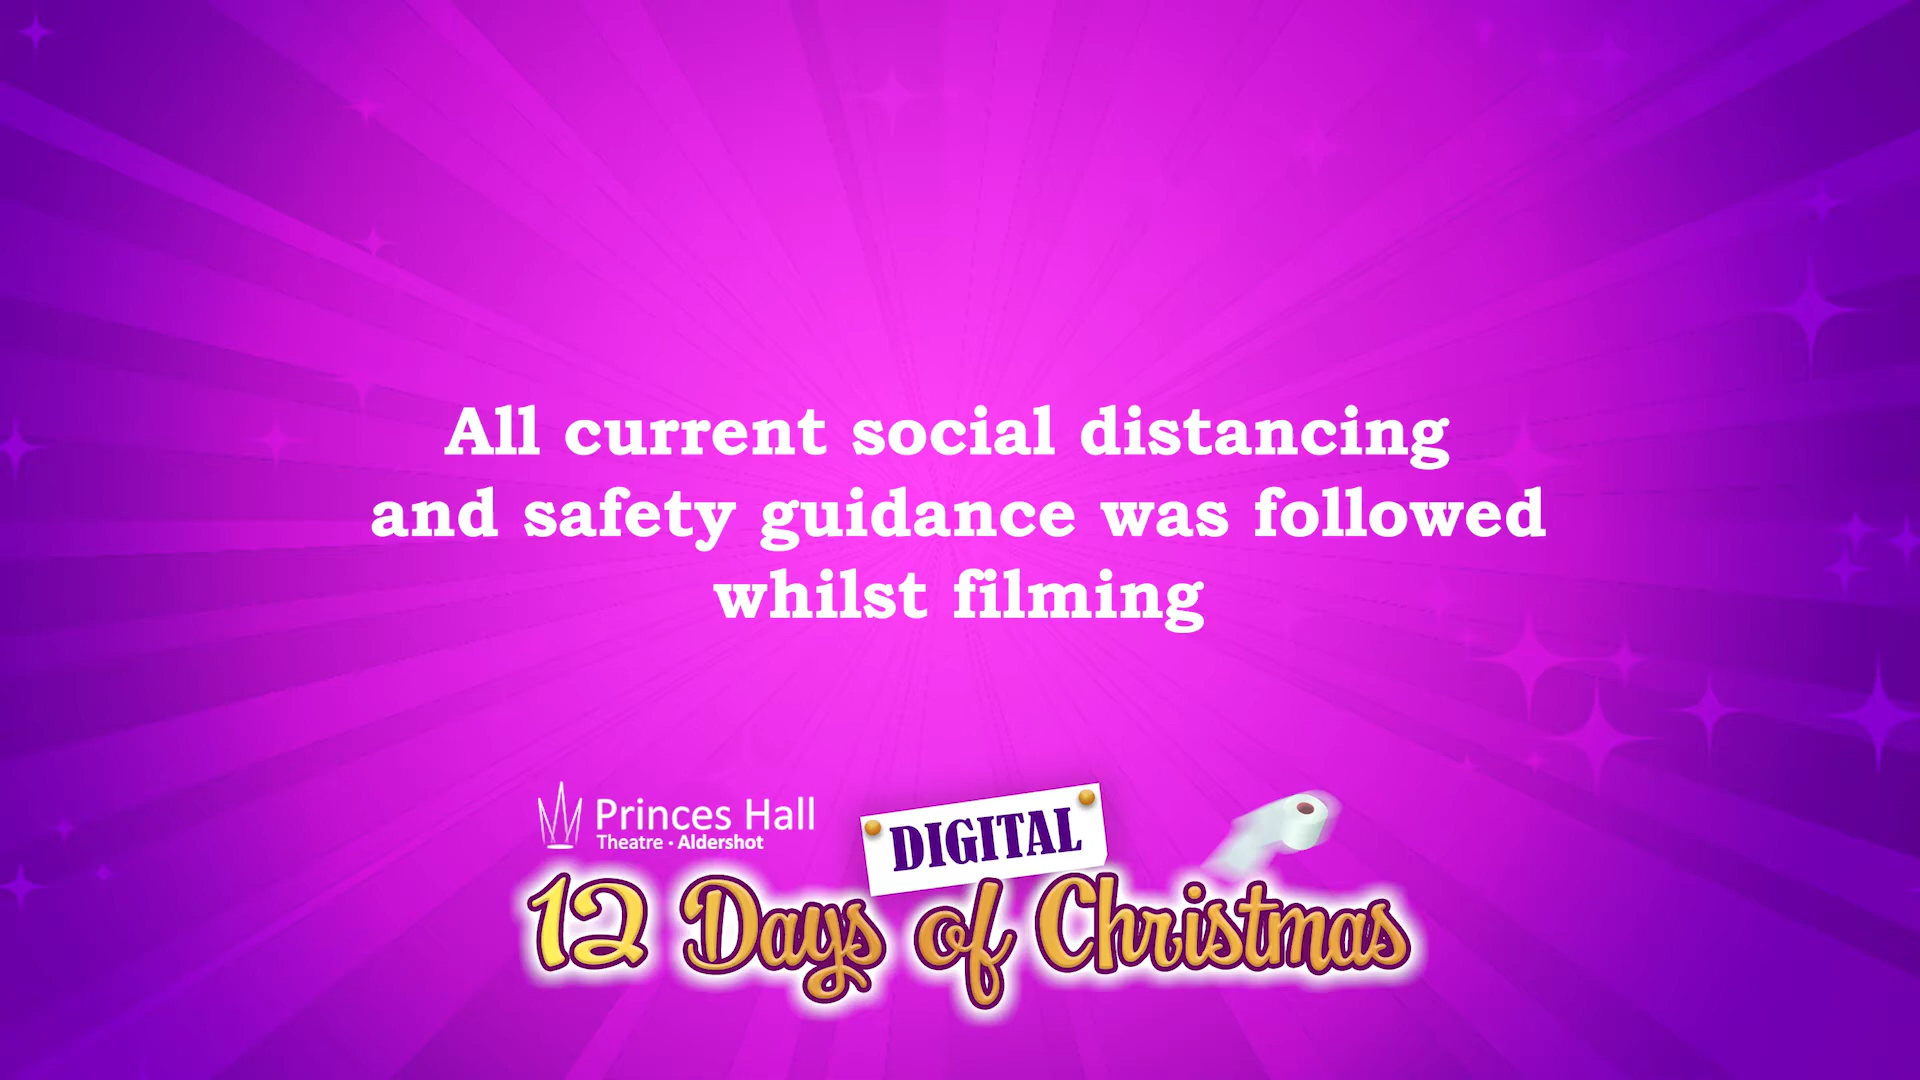 All current social distancing
and safety guidance was followed
whilst filming
Princes Hall
Theatre • Aldershot
DIGITAL
12 Days of Christmas